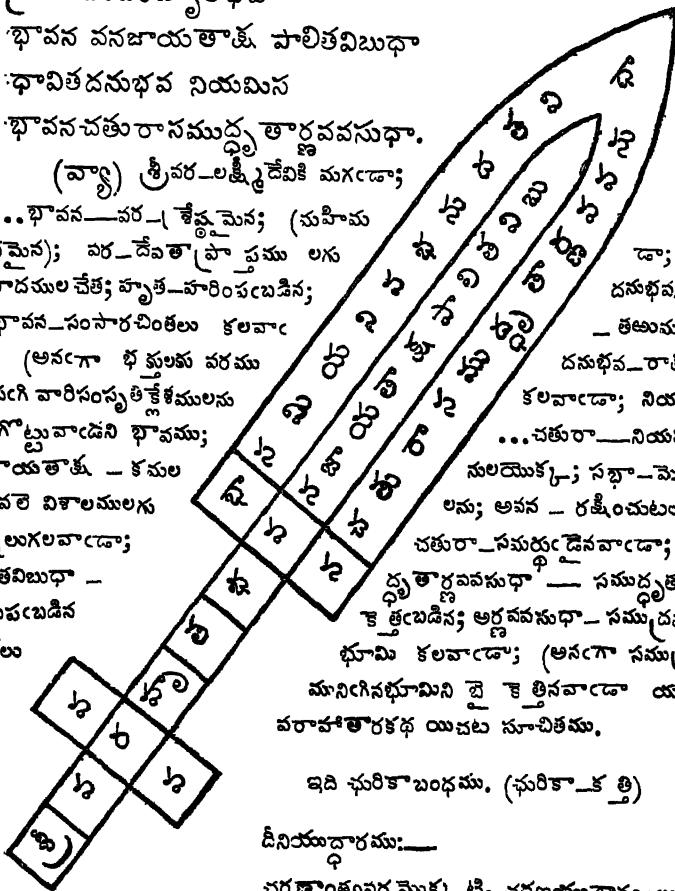 భావన వనజాయతాక్ష పాలితవిబుధా
ధావితదనుభవ నియమిస
భావనచతురాసముద్ధృతార్ణవవసుధా.
(వ్యా) శ్రీవర–లక్ష్మీదేవికి మగఁడా;
...భావన—వర–శ్రేష్ఠమైన; (మహిమ
మైన); వర–దేవతాప్రాప్తము లగు
పాదములచేత; హృత–హరింపఁబడిన;
భావన–సంసారచింతలు కలవాఁ
డా;
దనుభవ
(అనఁగా భక్తులకు వరము
– తఱుము
సఁగి వారిసంసృతిక్లేశములను
దనుభవ–రా
గొట్టువాఁడని భావము;
కలవాఁడా; నియ
యతాక్ష – కమల
...చతురా—నియ
వలె విశాలములగు
నులయొక్క; సభా–
లుగలవాఁడా;
లను; అవన – రక్షించుట
తవిబుధా –
చతురా–సమర్థుఁడైనవాఁడా;
పఁబడిన
ద్ధృతార్ణవవసుధా — సముద్ధృత
లు
కెత్తఁబడిన; అర్ణవవసుధా– సముద్ర
భూమి కలవాఁడా; (అనఁగా సము
మునిఁగినభూమిని బై కెత్తినవాఁడా
వరాహావతారకథ యిచట సూచితము.
ఇది ఛురికాబంధము. (ఛురికా–కత్తి)
దీనియుద్ధారము:—
ధా
వి
త
ద
ను
భ
వ
ని
య
మి
స
భా
వ
న
చ
తు
రా
స
ము
ద్ధృ
తా
ర్ణ
వ
వ
సు
బు
వి
త
లి
పా
క్ష
తా
య
జా
న
వ
భ
త
హృ
ర
వ
వ
వ
శ్రీ